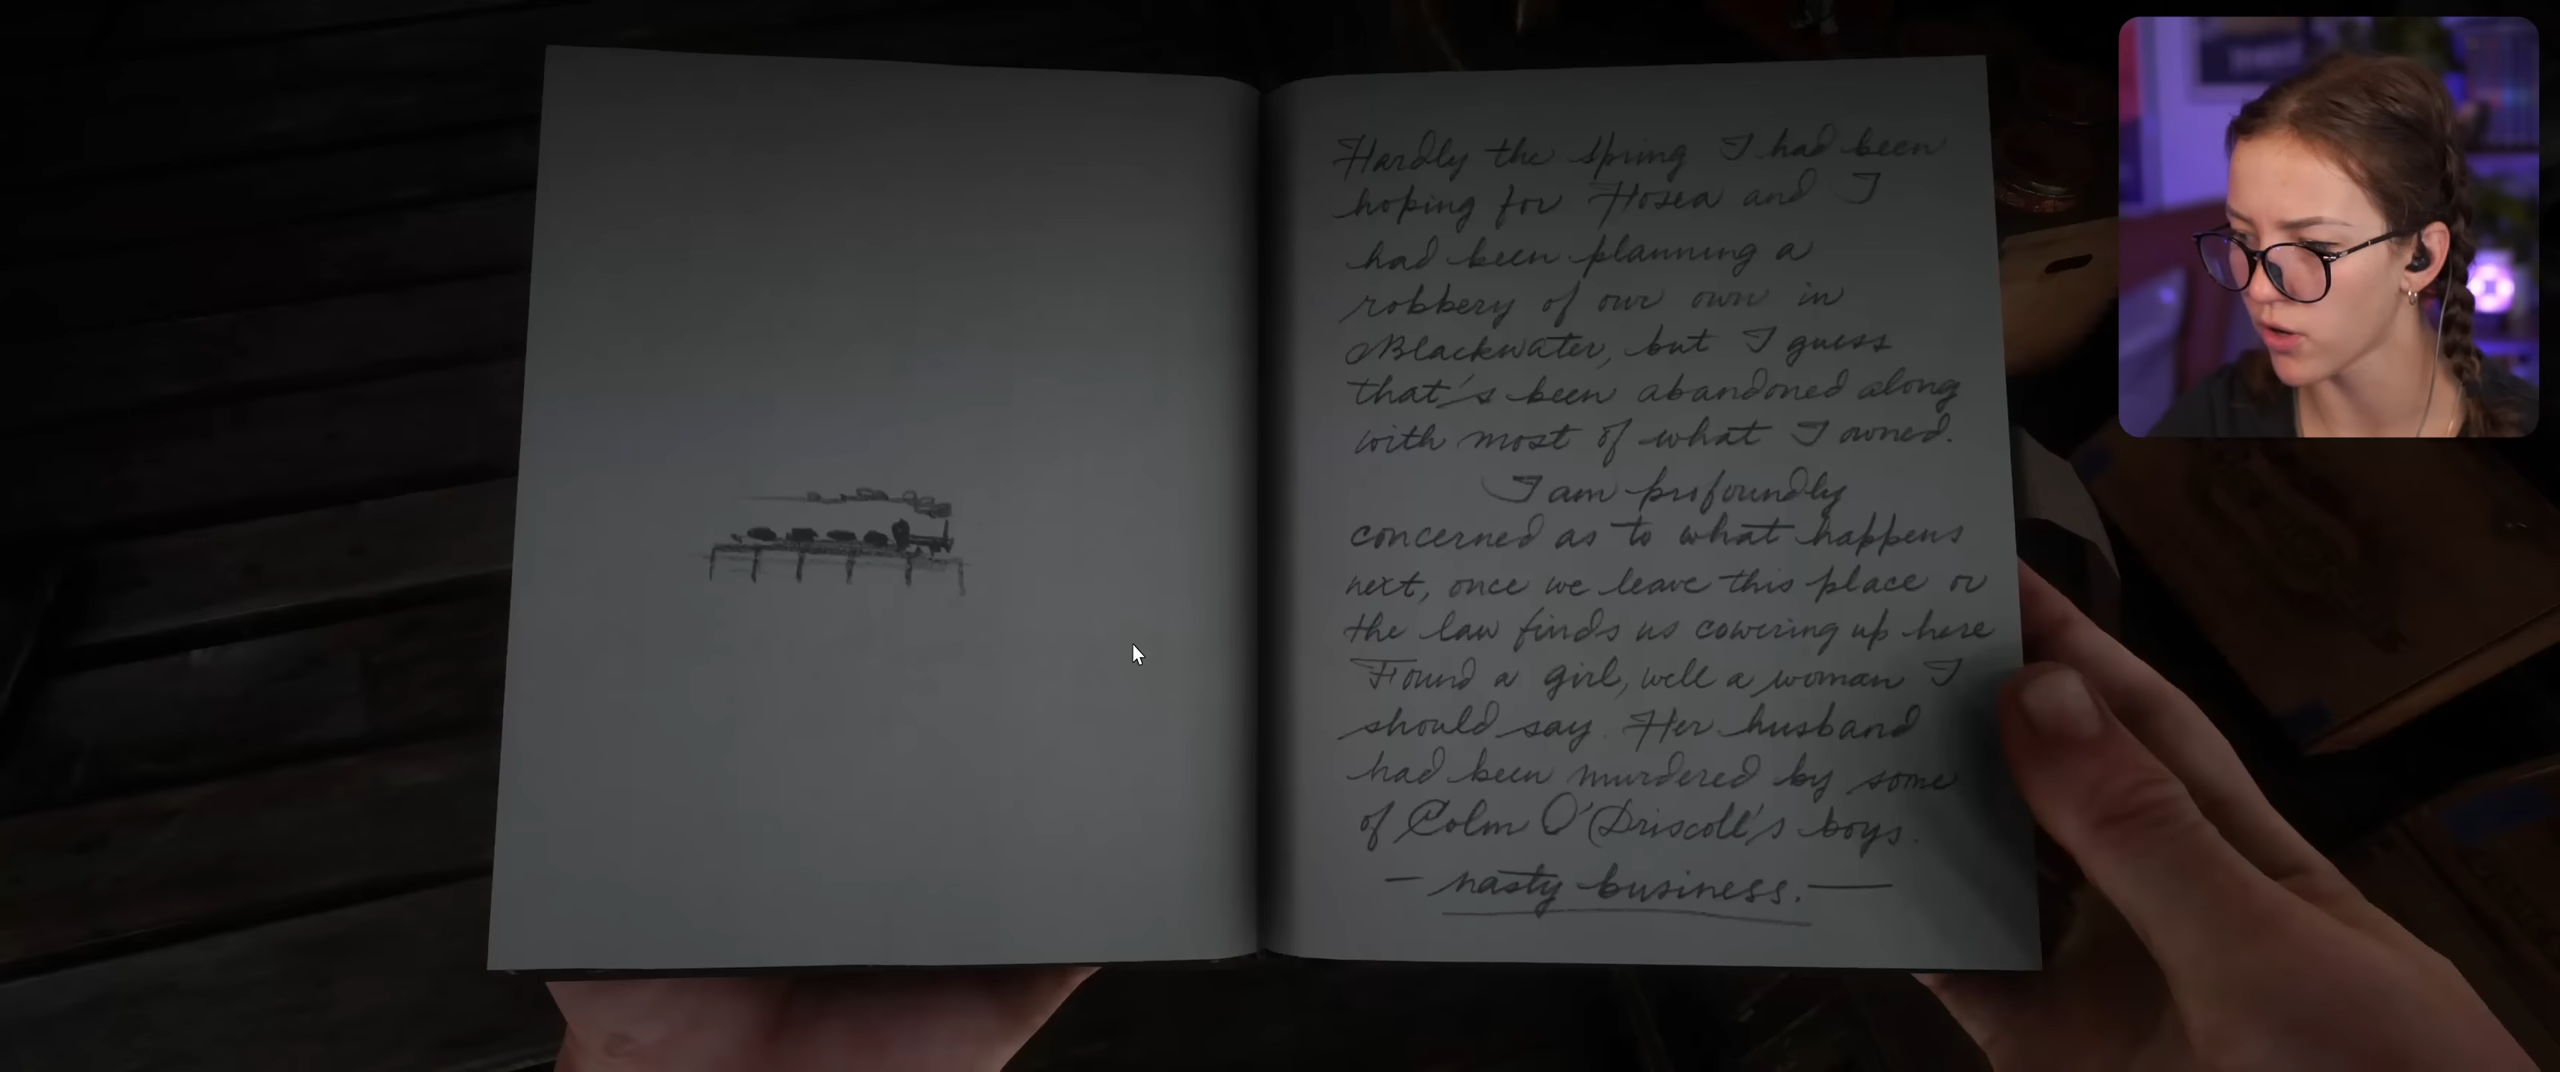 Hardly the spring I had been
hoping for Hosea and I
had been planning a
robbery of our own in
Blackwater, but I guess
that's been abandoned along
with most of what I owned.
I am profoundly
concerned as to what happens
next, once we leave this place or
the law finds us cowering up here
Found a girl, well a woman I
should say. Her husband
had been murdered by some
of Colm O'Driscoll's boys.
— nasty business. —